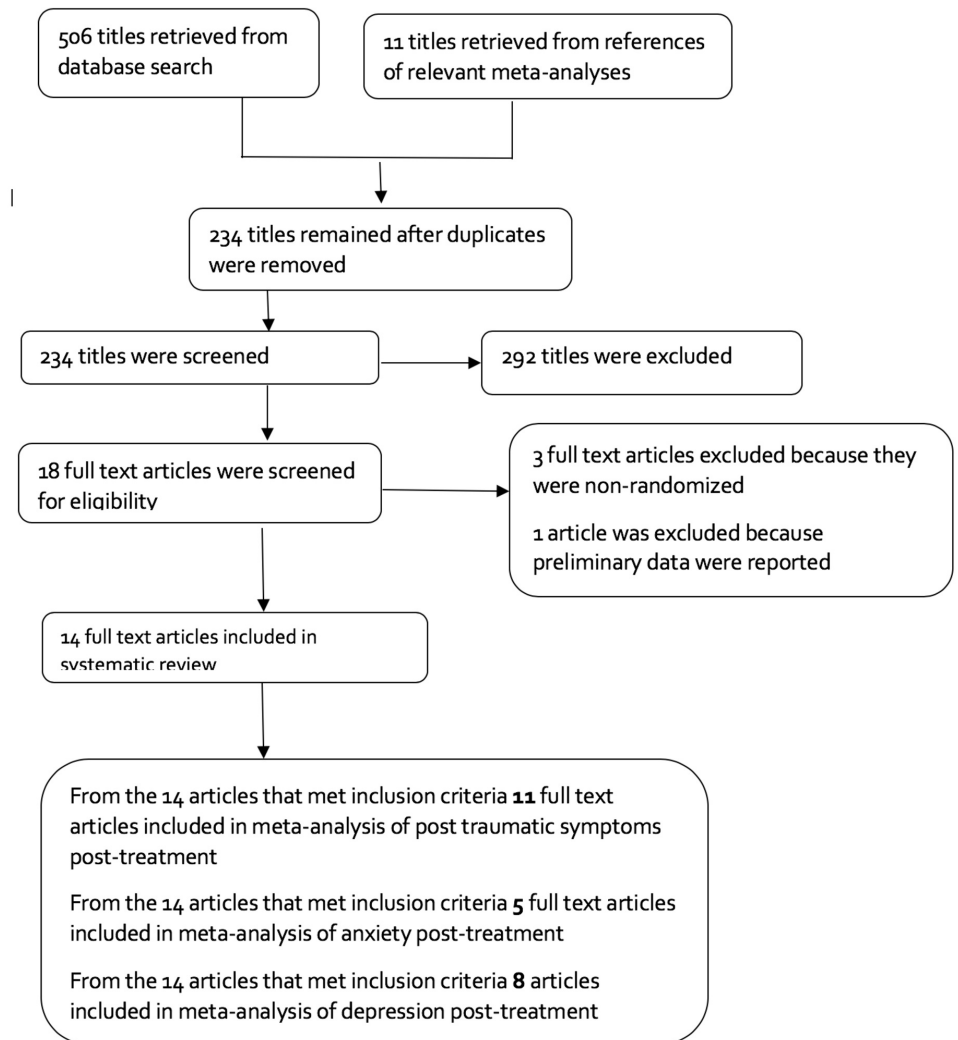 506 titles retrieved from
database search
11 titles retrieved from references
of relevant meta-analyses
234 titles remained after duplicates
were removed
234 titles were screened
292 titles were excluded
18 full text articles were screened
for eligibility
3 full text articles excluded because they
were non-randomized
1 article was excluded because
preliminary data were reported
14 full text articles included in
systematic review
From the 14 articles that met inclusion criteria 11 full text
articles included in meta-analysis of post traumatic symptoms
post-treatment
From the 14 articles that met inclusion criteria 5 full text articles
included in meta-analysis of anxiety post-treatment
From the 14 articles that met inclusion criteria 8 articles
included in meta-analysis of depression post-treatment